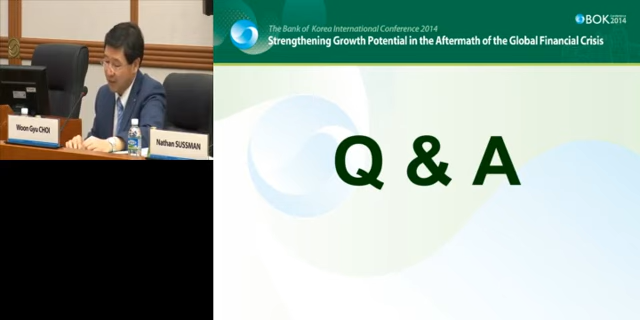 The Bank of Korea International Conference 2014
Strengthening Growth Potential in the Aftermath of the Global Financial Crisis
BOK
2014
Q & A
Woon Gyu CHOI
Nathan SUSSMAN